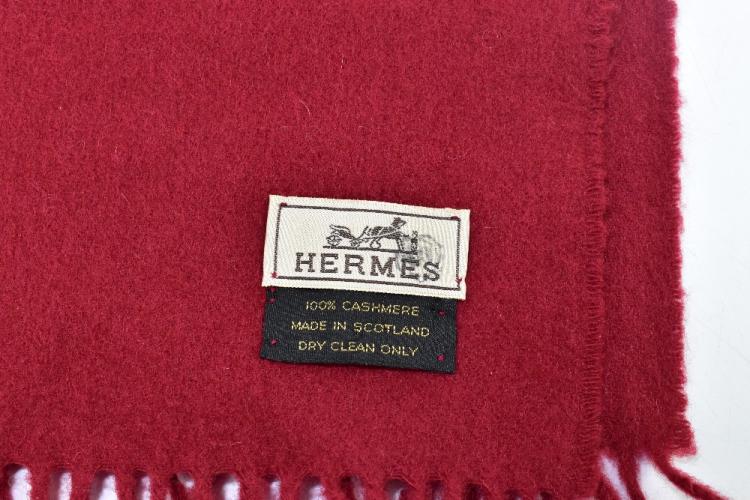 HERMES
100% CASHMERE
MADE IN SCOTLAND
DRY CLEAN ONLY